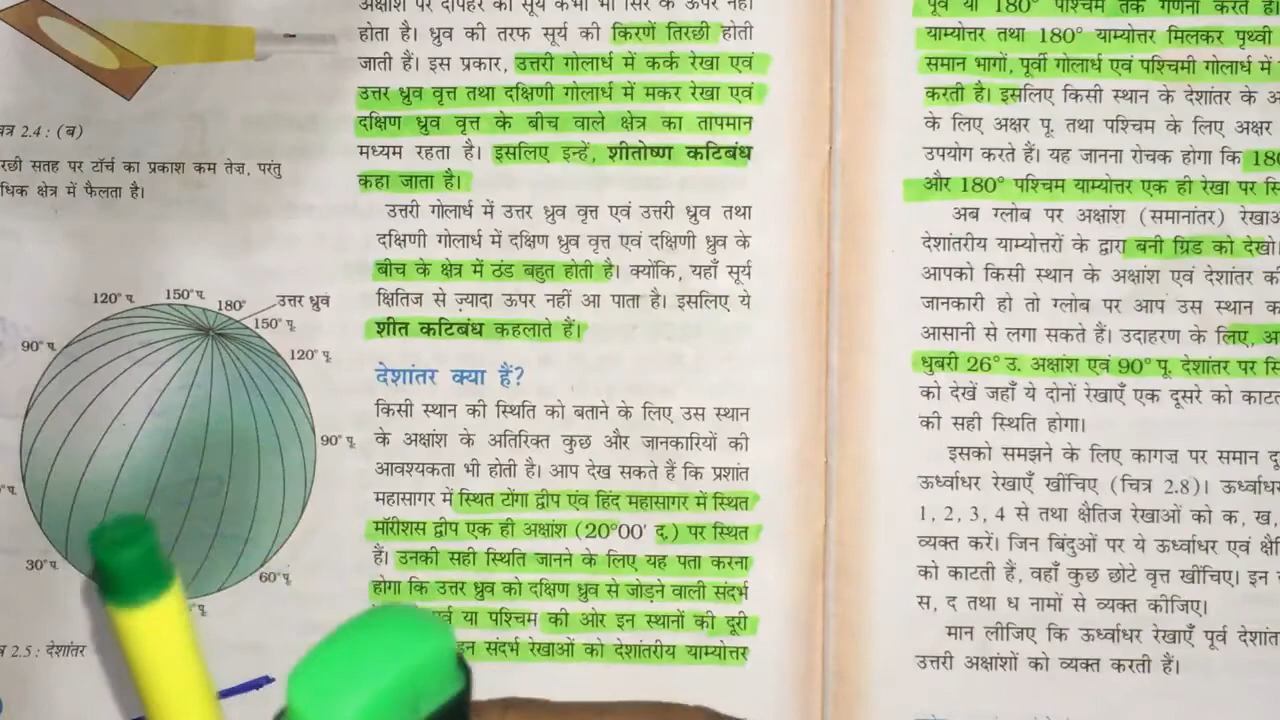 अक्षांश पर दोपहर का सूर्य कभी भी सिर के ऊपर नहीं
होता है। ध्रुव की तरफ सूर्य की किरणें तिरछी होती
जाती हैं। इस प्रकार, उत्तरी गोलार्ध में कर्क रेखा एवं
उत्तर ध्रुव वृत्त तथा दक्षिणी गोलार्ध में मकर रेखा एवं
दक्षिण ध्रुव वृत्त के बीच वाले क्षेत्र का तापमान
मध्यम रहता है। इसलिए इन्हें, शीतोष्ण कटिबंध
कहा जाता है।
उत्तरी गोलार्ध में उत्तर ध्रुव वृत्त एवं उत्तरी ध्रुव तथा
दक्षिणी गोलार्ध में दक्षिण ध्रुव वृत्त एवं दक्षिणी ध्रुव के
बीच के क्षेत्र में ठंड बहुत होती है। क्योंकि, यहाँ सूर्य
क्षितिज से ज़्यादा ऊपर नहीं आ पाता है। इसलिए ये
शीत कटिबंध कहलाते हैं।
देशांतर क्या हैं?
किसी स्थान की स्थिति को बताने के लिए उस स्थान
के अक्षांश के अतिरिक्त कुछ और जानकारियों की
आवश्यकता भी होती है। आप देख सकते हैं कि प्रशांत
महासागर में स्थित टोंगा द्वीप एंव हिंद महासागर में स्थित
मॉरीशस द्वीप एक ही अक्षांश (20°00' द.) पर स्थित
हैं। उनकी सही स्थिति जानने के लिए यह पता करना
होगा कि उत्तर ध्रुव को दक्षिण ध्रुव से जोड़ने वाली संदर्भ
या पश्चिम की ओर इन स्थानों की दूरी
संदर्भ रेखाओं को देशांतरीय याम्योत्तर
2.4 : (ब)
सतह पर टॉर्च का प्रकाश कम तेज़, परंतु
क्षेत्र में फैलता है।
120° प.
150° प.
180°
उत्तर ध्रुव
150° पू.
90° प.
120° पू.
90° पू.
30° प.
60° पू.
2.5 : देशांतर
पूर्व या 180° पश्चिम तक गणना करते हैं।
याम्योत्तर तथा 180° याम्योत्तर मिलकर पृथ्वी
समान भागों, पूर्वी गोलार्ध एवं पश्चिमी गोलार्ध में
करती है। इसलिए किसी स्थान के देशांतर के
के लिए अक्षर पू. तथा पश्चिम के लिए अक्षर
उपयोग करते हैं। यह जानना रोचक होगा कि
और 180° पश्चिम याम्योत्तर एक ही रेखा पर
अब ग्लोब पर अक्षांश (समानांतर)
देशांतरीय याम्योत्तरों के द्वारा बनी ग्रिड को देखो।
आपको किसी स्थान के अक्षांश एवं देशांतर
जानकारी हो तो ग्लोब पर आप उस स्थान
आसानी से लगा सकते हैं। उदाहरण के लिए,
धुबरी 26° उ. अक्षांश एवं 90° पू. देशांतर पर
को देखें जहाँ ये दोनों रेखाएँ एक दूसरे को
की सही स्थिति होगा।
इसको समझने के लिए कागज़ पर समान
ऊर्ध्वाधर रेखाएँ खींचिए (चित्र 2.8)।
1, 2, 3, 4 से तथा क्षैतिज रेखाओं को क, ख,
व्यक्त करें। जिन बिंदुओं पर ये ऊर्ध्वाधर एवं
को काटती हैं, वहाँ कुछ छोटे वृत्त खींचिए। इन
स, द तथा ध नामों से व्यक्त कीजिए।
मान लीजिए कि ऊर्ध्वाधर रेखाएँ पूर्व
उत्तरी अक्षांशों को व्यक्त करती हैं।